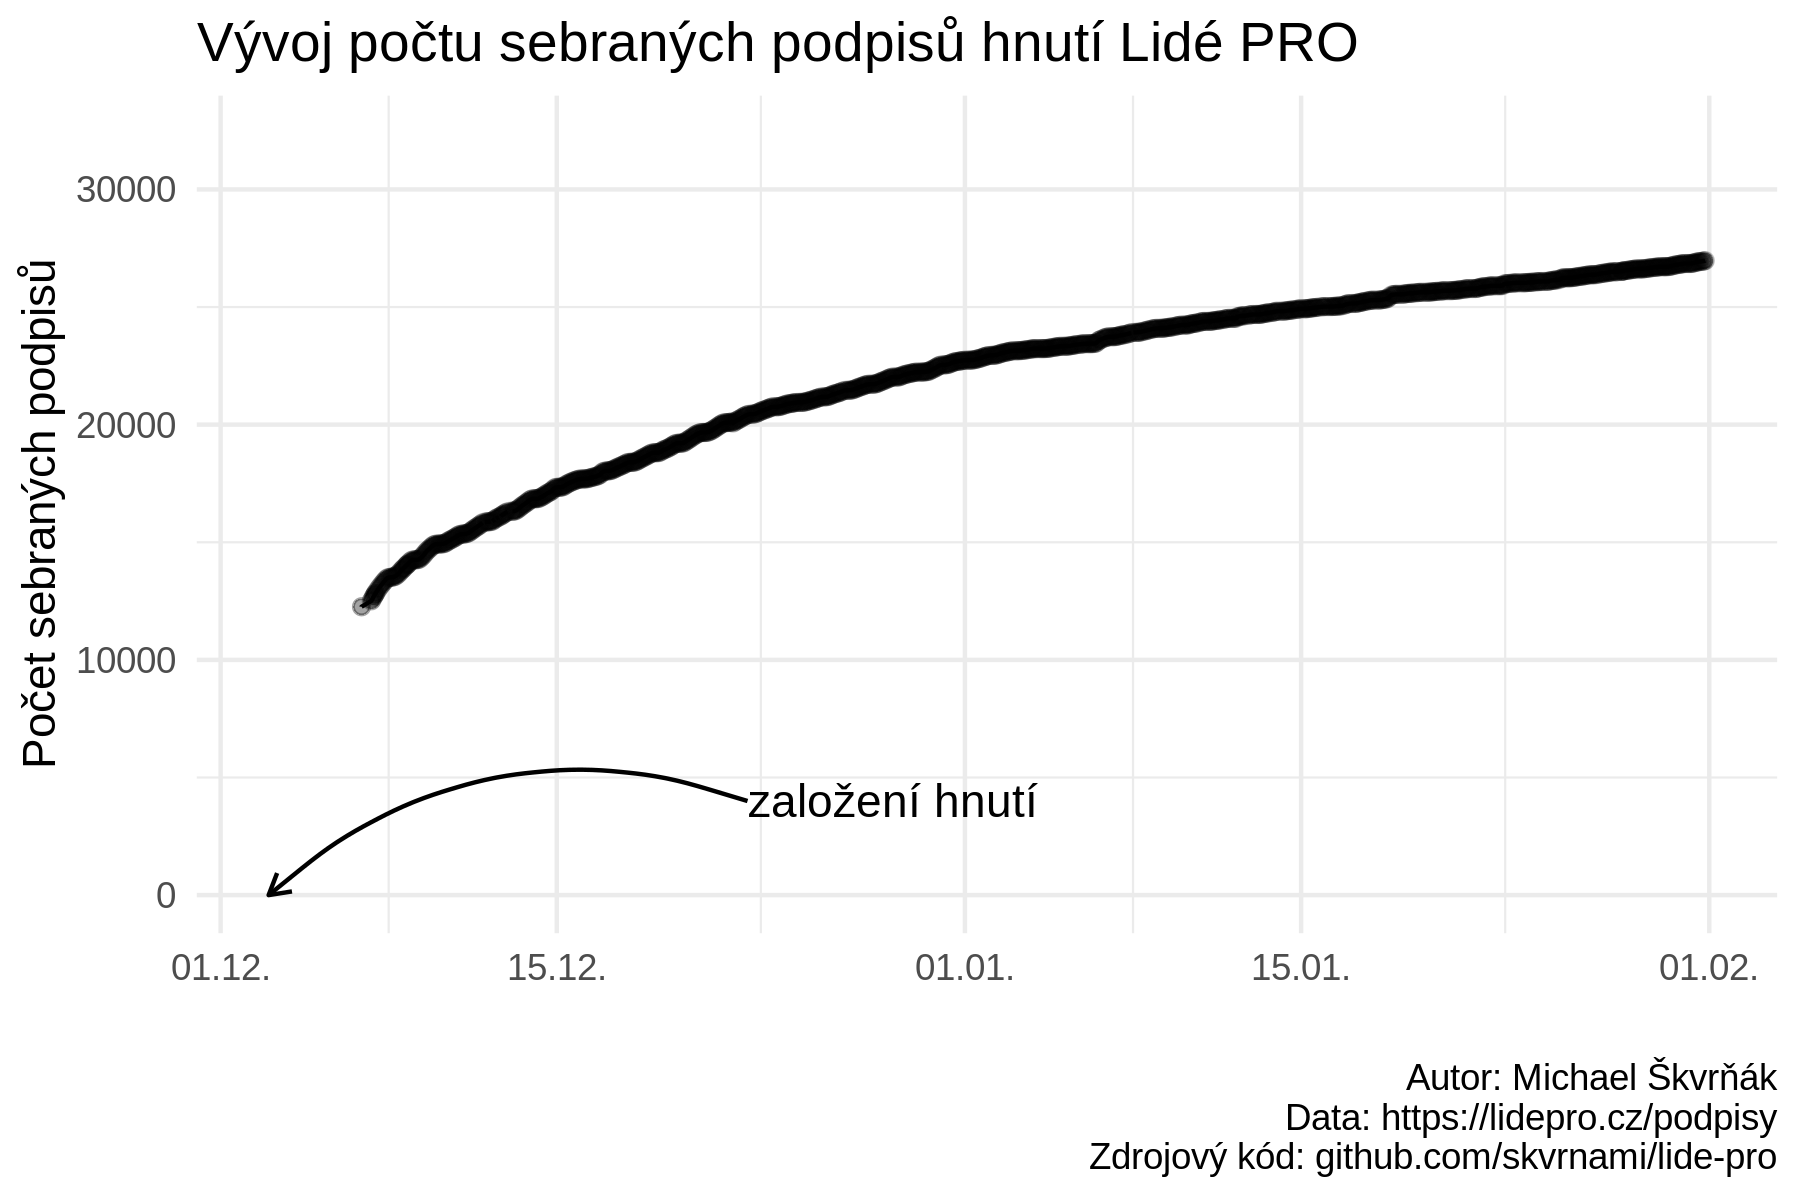 Vývoj počtu sebraných podpisů hnutí Lidé PRO
Počet sebraných podpisů
30000
20000
10000
0
založení hnutí
01.12.
15.12.
01.01.
15.01.
01.02.
Autor: Michael Škvrňák
Data: https://lidepro.cz/podpisy
Zdrojový kód: github.com/skvrnami/lide-pro